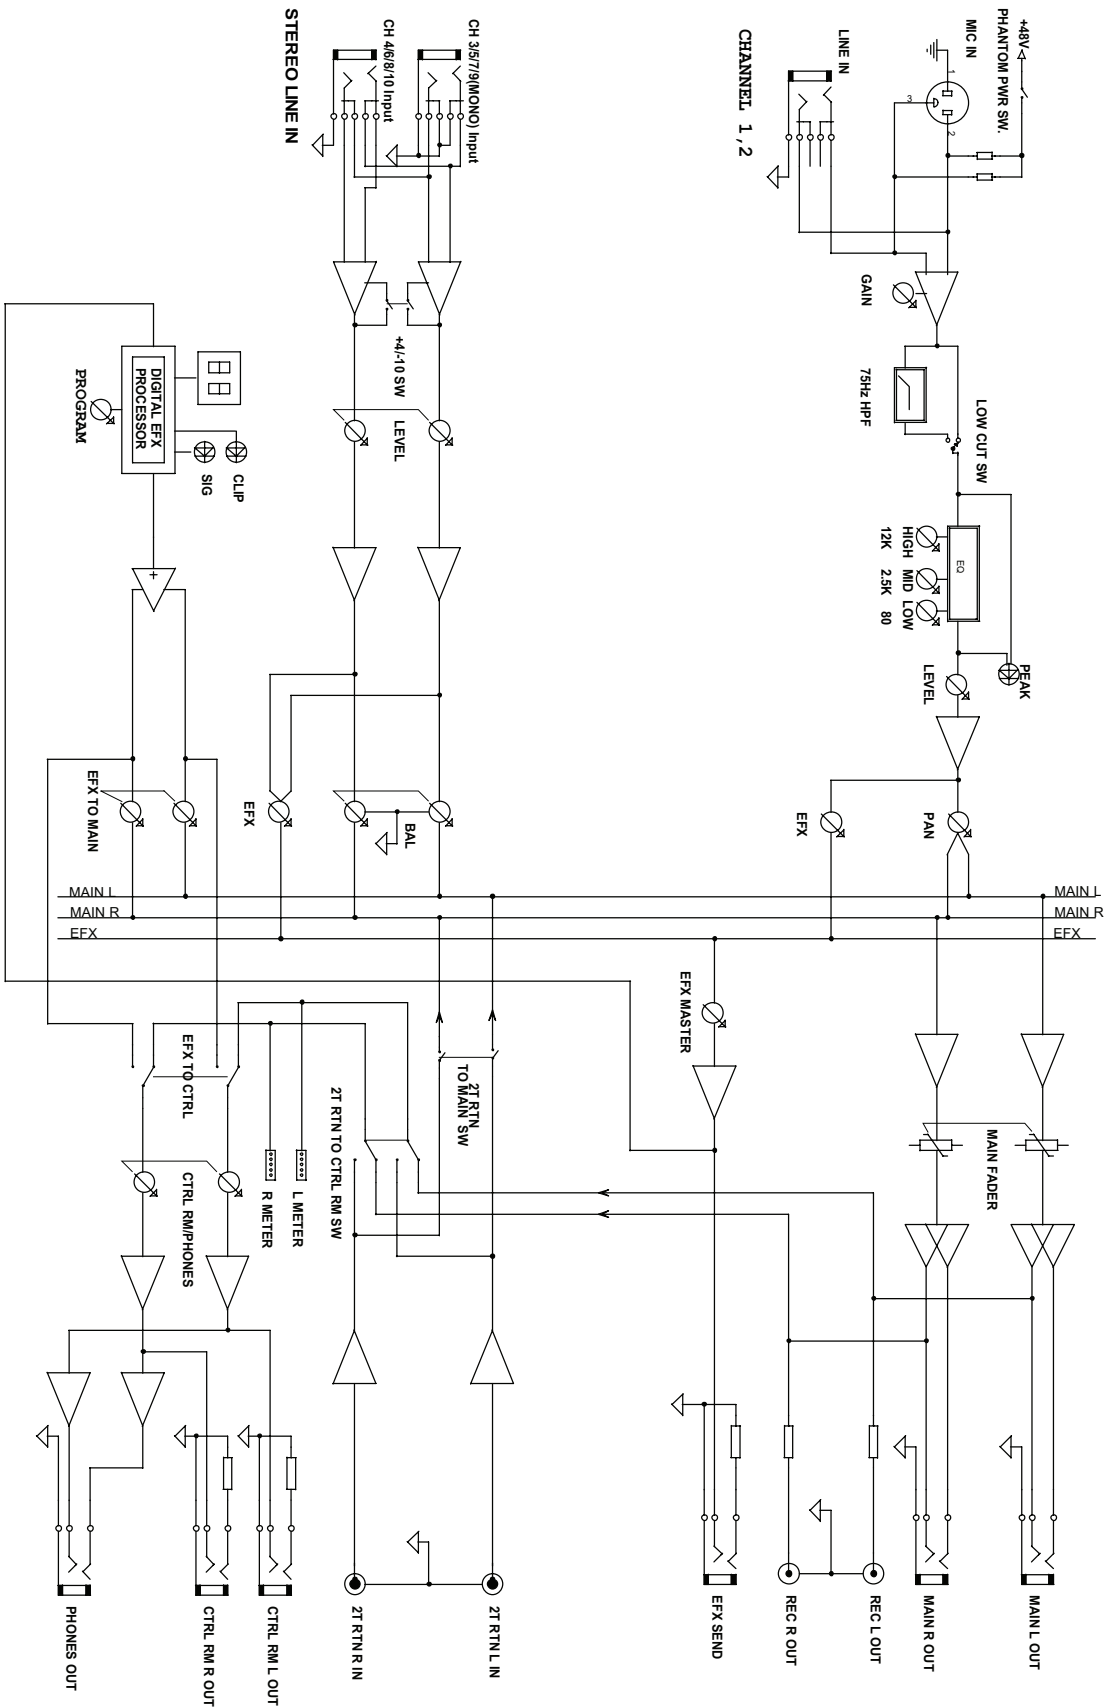 +48V
PHANTOM PWR SW.
MIC IN
1
2
3
LINE IN
CHANNEL 1,2
GAIN
75Hz HPF
LOW CUT SW
EQ
HIGH MID LOW
12K 2.5K 80
PEAK
LEVEL
PAN
EFX
CH 3/5/7/9(MONO) Input
CH 4/6/8/10 Input
STEREO LINE IN
+4/-10 SW
LEVEL
BAL
EFX
DIGITAL EFX
PROCESSOR
PROGRAM
SIG
CLIP
+
EFX TO MAIN
MAIN L
MAIN R
EFX
MAIN L
MAIN R
EFX
EFX MASTER
MAIN FADER
2T RTN
TO MAIN SW
2T RTN TO CTRL RM SW
L METER
R METER
EFX TO CTRL
CTRL RM/PHONES
MAIN L OUT
MAIN R OUT
REC L OUT
REC R OUT
EFX SEND
2T RTN L IN
2T RTN R IN
CTRL RM L OUT
CTRL RM R OUT
PHONES OUT